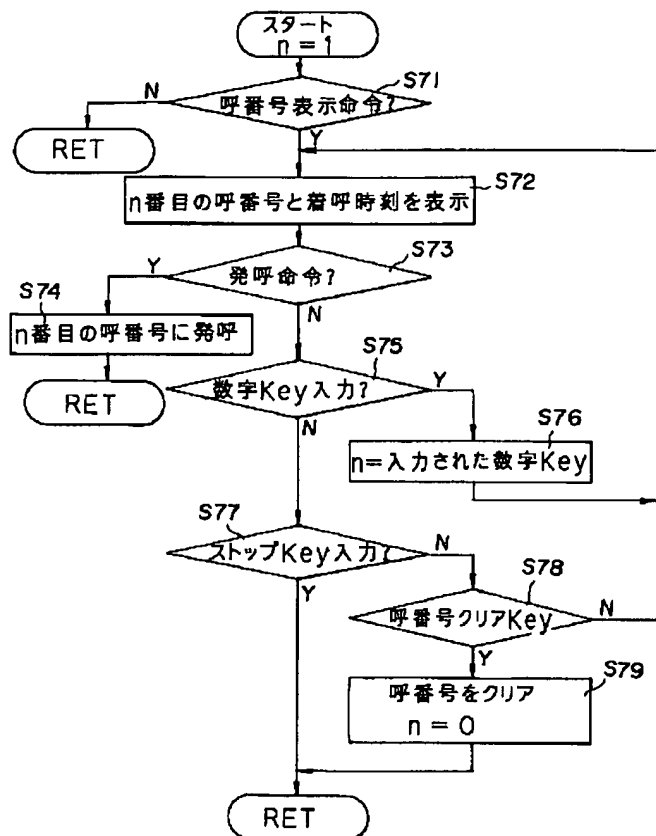 スタート
n = 1
S71
N
呼番号表示命令?
Y
RET
S72
n番目の呼番号と着呼時刻を表示
S73
Y
発呼命令?
S74
N
n番目の呼番号に発呼
S75
RET
数字Key入力?
Y
N
S76
n=入力された数字Key
S77
ストップKey入力?
N
S78
Y
呼番号クリアKey
N
Y
S79
呼番号をクリア
n = 0
RET